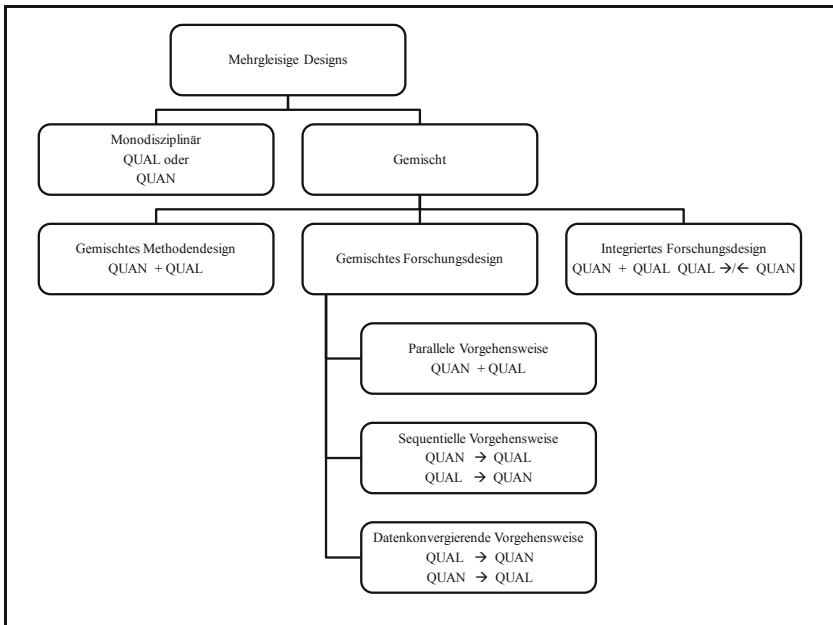 Mehrgleisige Designs
Monodisziplinär
QUAL oder
QUAN
Gemischt
Gemischtes Methodendesign
QUAN + QUAL
Gemischtes Forschungsdesign
Integriertes Forschungsdesign
QUAN + QUAL QUAL →/← QUAN
Parallele Vorgehensweise
QUAN + QUAL
Sequentielle Vorgehensweise
QUAN → QUAL
QUAL → QUAN
Datenkonvergierende Vorgehensweise
QUAL → QUAN
QUAN → QUAL